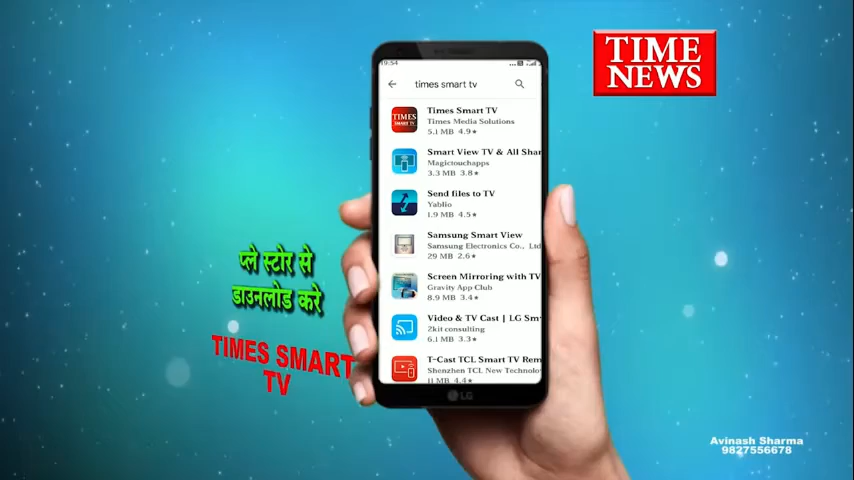 TIME
NEWS
19:54
times smart tv
TIMES
SMART TV
Times Smart TV
Times Media Solutions
5.1 MB 4.9★
Smart View TV & All Shar
Magictouchapps
3.3 MB 3.8★
Send files to TV
Yablio
1.9 MB 4.5★
Samsung Smart View
Samsung Electronics Co., Ltd
29 MB 2.6★
Screen Mirroring with TV
Gravity App Club
8.9 MB 3.4★
Video & TV Cast | LG Sm
2kit consulting
6.1 MB 3.3★
T-Cast TCL Smart TV Rem
Shenzhen TCL New Technolo
11 MB 4.4★
LG
प्ले स्टोर से
डाउनलोड करे
TIMES SMART
TV
Avinash Sharma
9827556678